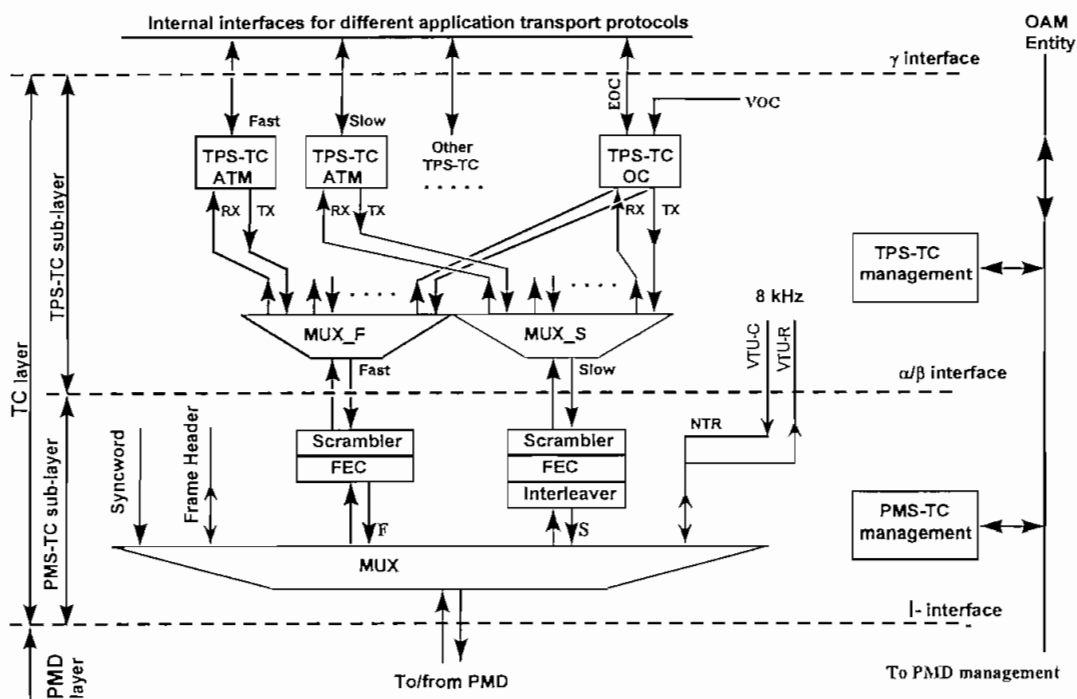 Internal interfaces for different application transport protocols
OAM
Entity
γ interface
EOC
VOC
Fast
Slow
TPS-TC
ATM
TPS-TC
ATM
Other
TPS-TC
. . . . . .
TPS-TC
OC
RX
TX
RX
TX
RX
TX
TPS-TC
management
8 kHz
. . . . .
. . . . .
MUX_F
MUX_S
VTU-C
VTU-R
Fast
Slow
α/β interface
TC layer
TPS-TC sub-layer
NTR
Scrambler
FEC
Scrambler
FEC
Interleaver
Syncword
Frame Header
PMS-TC sub-layer
PMS-TC
management
F
S
MUX
I- interface
PMD
layer
To/from PMD
To PMD management